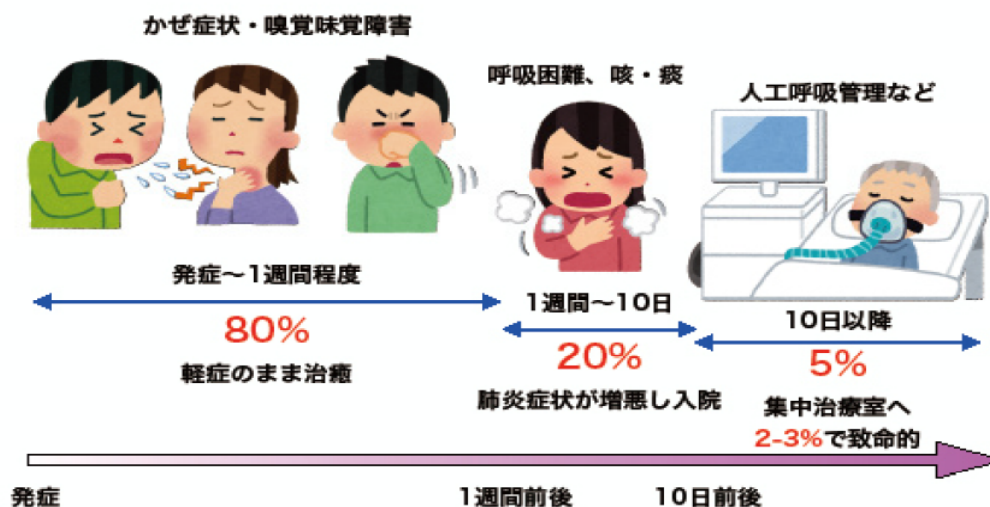 かぜ症状・嗅覚味覚障害
呼吸困難、咳・痰
人工呼吸管理など
発症〜1週間程度
80%
軽症のまま治癒
1週間〜10日
20%
肺炎症状が増悪し入院
10日以降
5%
集中治療室へ
2-3%で致命的
発症
1週間前後
10日前後